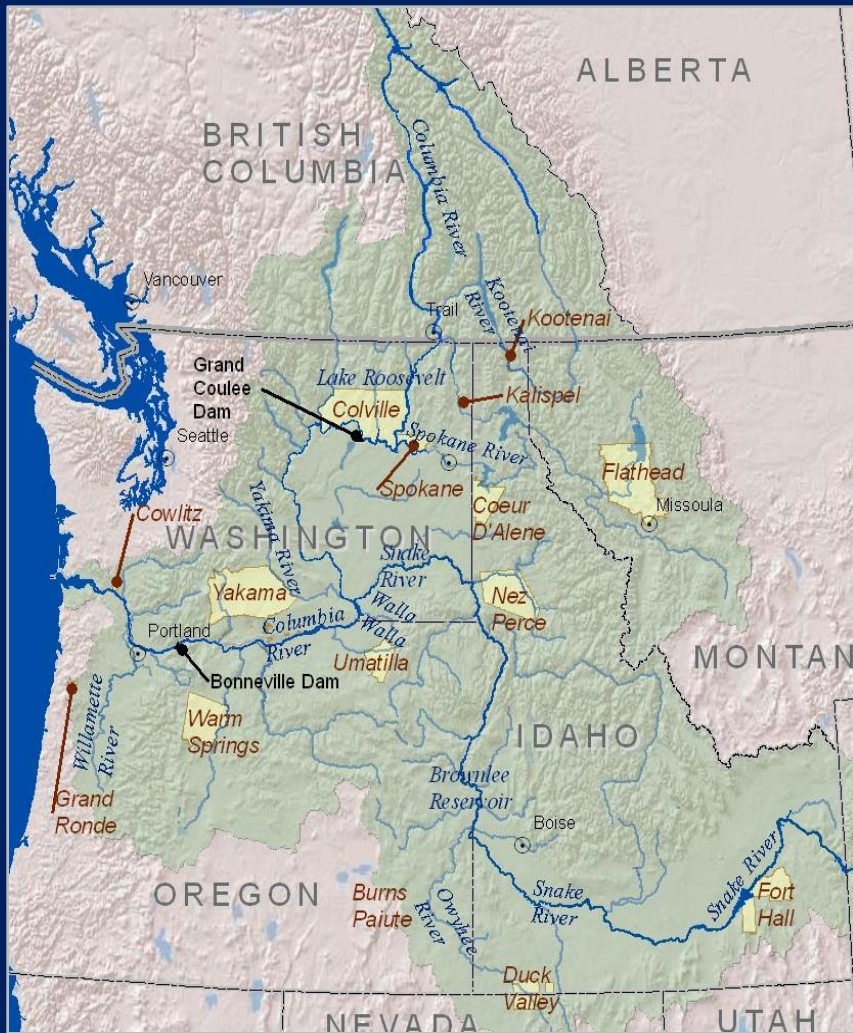 ALBERTA
BRITISH
COLUMBIA
Columbia River
Vancouver
Trail
Kootenai
River
Kootenai
Grand
Coulee
Dam
Lake Roosevelt
Colville
Kalispel
Seattle
Spokane River
Spokane
Flathead
Coeur
D'Alene
Missoula
Cowlitz
WASHINGTON
Yakima River
Snake
River
Yakama
Walla
Walla
Nez
Perce
Columbia
River
Portland
Umatilla
MONTAN
Bonneville Dam
Willamette
River
Warm
Springs
IDAHO
Grand
Ronde
Brownlee
Reservoir
Boise
OREGON
Burns
Paiute
Owyhee
River
Snake
River
Snake River
Fort
Hall
Duck
Valley
NEVADA
UTAH